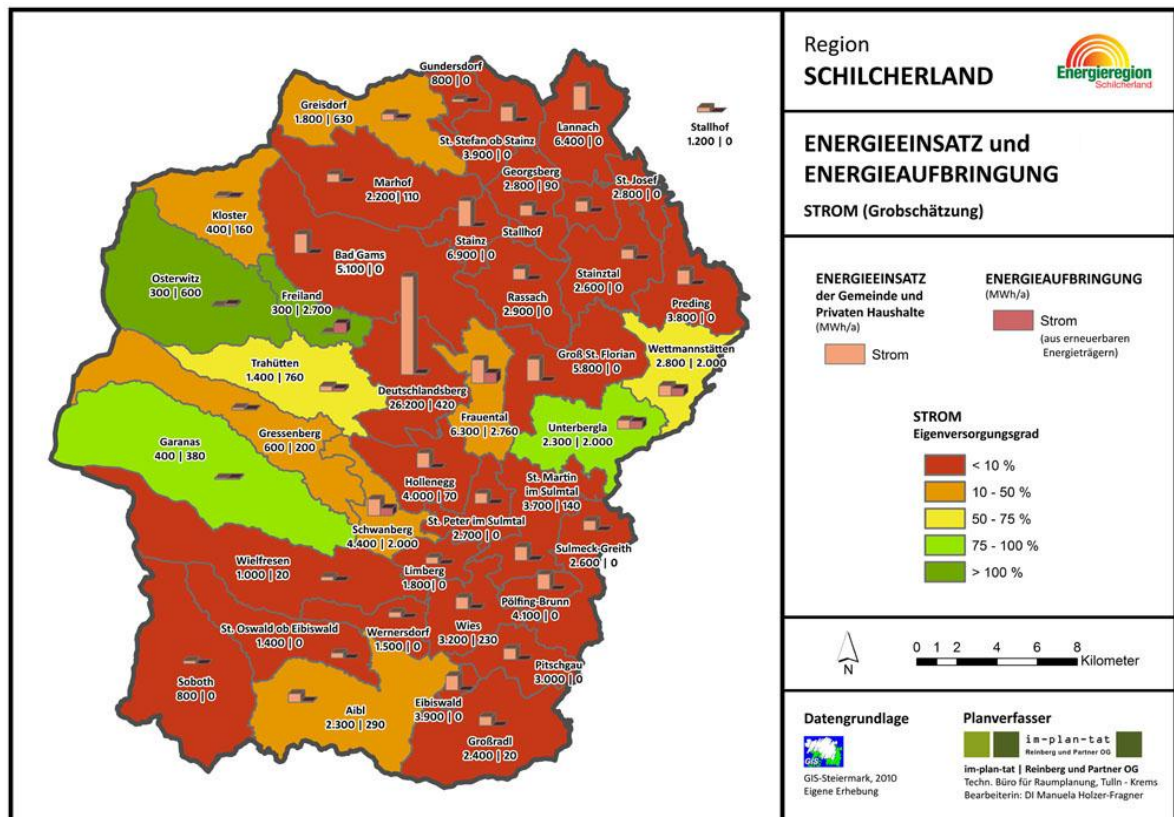 Gundersdorf
800 | 0
Greisdorf
1.800 | 630
St. Stefan ob Stainz
3.900 | 0
Lannach
6.400 | 0
Stallhof
1.200 | 0
Georgsberg
2.800 | 90
St. Josef
2.800 | 0
Marhof
2.200 | 110
Kloster
400 | 160
Stainz
6.900 | 0
Stallhof
Bad Gams
5.100 | 0
Stainztal
2.600 | 0
Osterwitz
300 | 600
Freiland
300 | 2.700
Rassach
2.900 | 0
Preding
3.800 | 0
Wettmannstätten
2.800 | 2.000
Groß St. Florian
5.800 | 0
Trahütten
1.400 | 760
Deutschlandsberg
26.200 | 420
Frauental
6.300 | 2.760
Unterbergla
2.300 | 2.000
Gressenberg
600 | 200
Garanas
400 | 380
Hollenegg
4.000 | 70
St. Martin
im Sulmtal
3.700 | 140
Schwanberg
4.400 | 2.000
St. Peter im Sulmtal
2.700 | 0
Sulmeck-Greith
2.600 | 0
Wielfresen
1.000 | 20
Limberg
1.800 | 0
Pölfing-Brunn
4.100 | 0
St. Oswald ob Eibiswald
1.400 | 0
Wernersdorf
1.500 | 0
Wies
3.200 | 230
Pitschgau
3.000 | 0
Soboth
800 | 0
Aibl
2.300 | 290
Eibiswald
3.900 | 0
Großradl
2.400 | 20
Region
SCHILCHERLAND
Energieregion
Schilcherland
ENERGIEEINSATZ und
ENERGIEAUFBRINGUNG
STROM (Grobschätzung)
ENERGIEEINSATZ
der Gemeinde und
Privaten Haushalte
(MWh/a)
Strom
ENERGIEAUFBRINGUNG
(MWh/a)
Strom
(aus erneuerbaren
Energieträgern)
STROM
Eigenversorgungsgrad
< 10 %
10 - 50 %
50 - 75 %
75 - 100 %
> 100 %
N
0 1 2 4 6 8
Kilometer
Datengrundlage
GIS
GIS-Steiermark, 2010
Eigene Erhebung
Planverfasser
im-plan-tat
Reinberg und Partner OG
im-plan-tat | Reinberg und Partner OG
Techn. Büro für Raumplanung, Tulln - Krems
Bearbeiterin: DI Manuela Holzer-Fragner